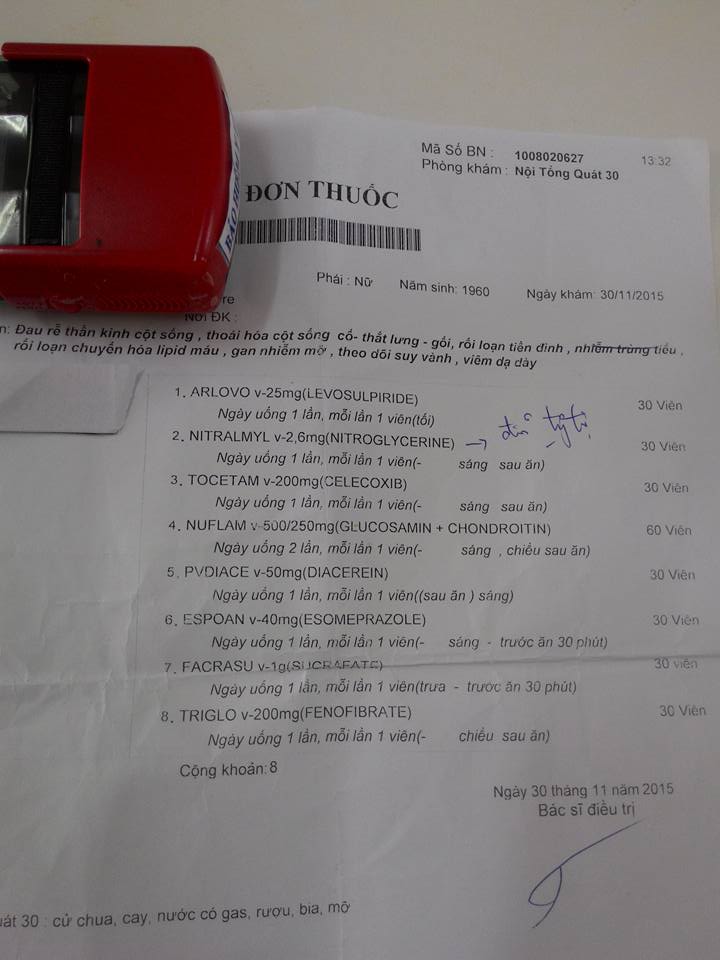 Mã Số BN : 1008020627 13:32
Phòng khám : Nội Tổng Quát 30
ĐƠN THUỐC
Phái : Nữ Năm sinh: 1960 Ngày khám: 30/11/2015
re
Nơi ĐK :
n: Đau rễ thần kinh cột sống , thoái hóa cột sống cổ- thắt lưng - gối, rối loạn tiền đình , nhiễm trùng tiểu ,
rối loạn chuyển hóa lipid máu , gan nhiễm mỡ , theo dõi suy vành , viêm dạ dày
1. ARLOVO v-25mg(LEVOSULPIRIDE) 30 Viên
Ngày uống 1 lần, mỗi lần 1 viên(tối)
2. NITRALMYL v-2,6mg(NITROGLYCERINE) → 30 Viên
Ngày uống 1 lần, mỗi lần 1 viên(- sáng sau ăn)
3. TOCETAM v-200mg(CELECOXIB) 30 Viên
Ngày uống 1 lần, mỗi lần 1 viên(- sáng sau ăn)
4. NUFLAM v-500/250mg(GLUCOSAMIN + CHONDROITIN) 60 Viên
Ngày uống 2 lần, mỗi lần 1 viên(- sáng , chiều sau ăn)
5. PVDIACE v-50mg(DIACEREIN) 30 Viên
Ngày uống 1 lần, mỗi lần 1 viên((sau ăn ) sáng)
6. ESPOAN v-40mg(ESOMEPRAZOLE) 30 Viên
Ngày uống 1 lần, mỗi lần 1 viên(- sáng - trước ăn 30 phút)
7. FACRASU v-1g(SUCRAFATE) 30 viên
Ngày uống 1 lần, mỗi lần 1 viên(trưa - trước ăn 30 phút)
8. TRIGLO v-200mg(FENOFIBRATE) 30 Viên
Ngày uống 1 lần, mỗi lần 1 viên(- chiều sau ăn)
Cộng khoản: 8
Ngày 30 tháng 11 năm 2015
Bác sĩ điều trị
uát 30 : cử chua, cay, nước có gas, rượu, bia, mỡ